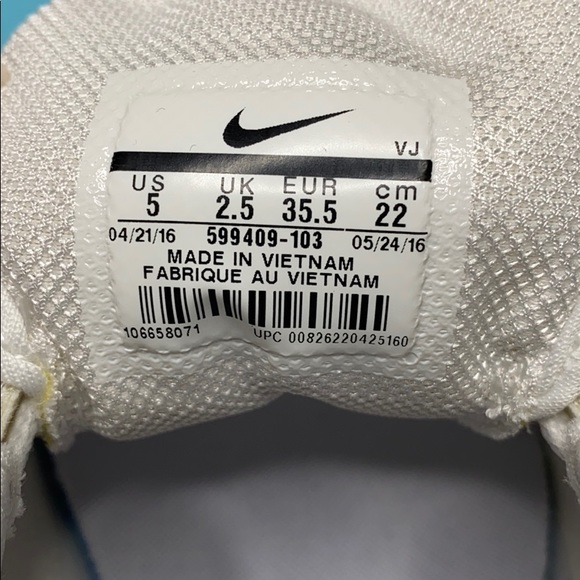 VJ
US UK EUR cm
5 2.5 35.5 22
04/21/16 599409-103 05/24/16
MADE IN VIETNAM
FABRIQUE AU VIETNAM
106658071 UPC 00826220425160